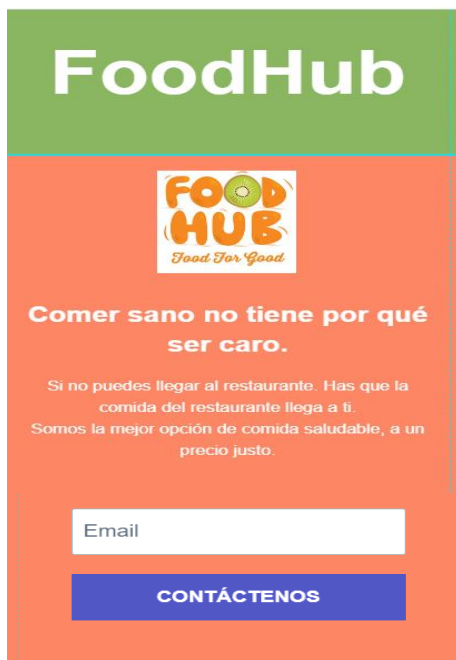 FoodHub
FOOD
HUB
Food For Good
Comer sano no tiene por qué
ser caro.
Si no puedes llegar al restaurante. Has que la
comida del restaurante llega a ti.
Somos la mejor opción de comida saludable, a un
precio justo.
Email
CONTÁCTENOS